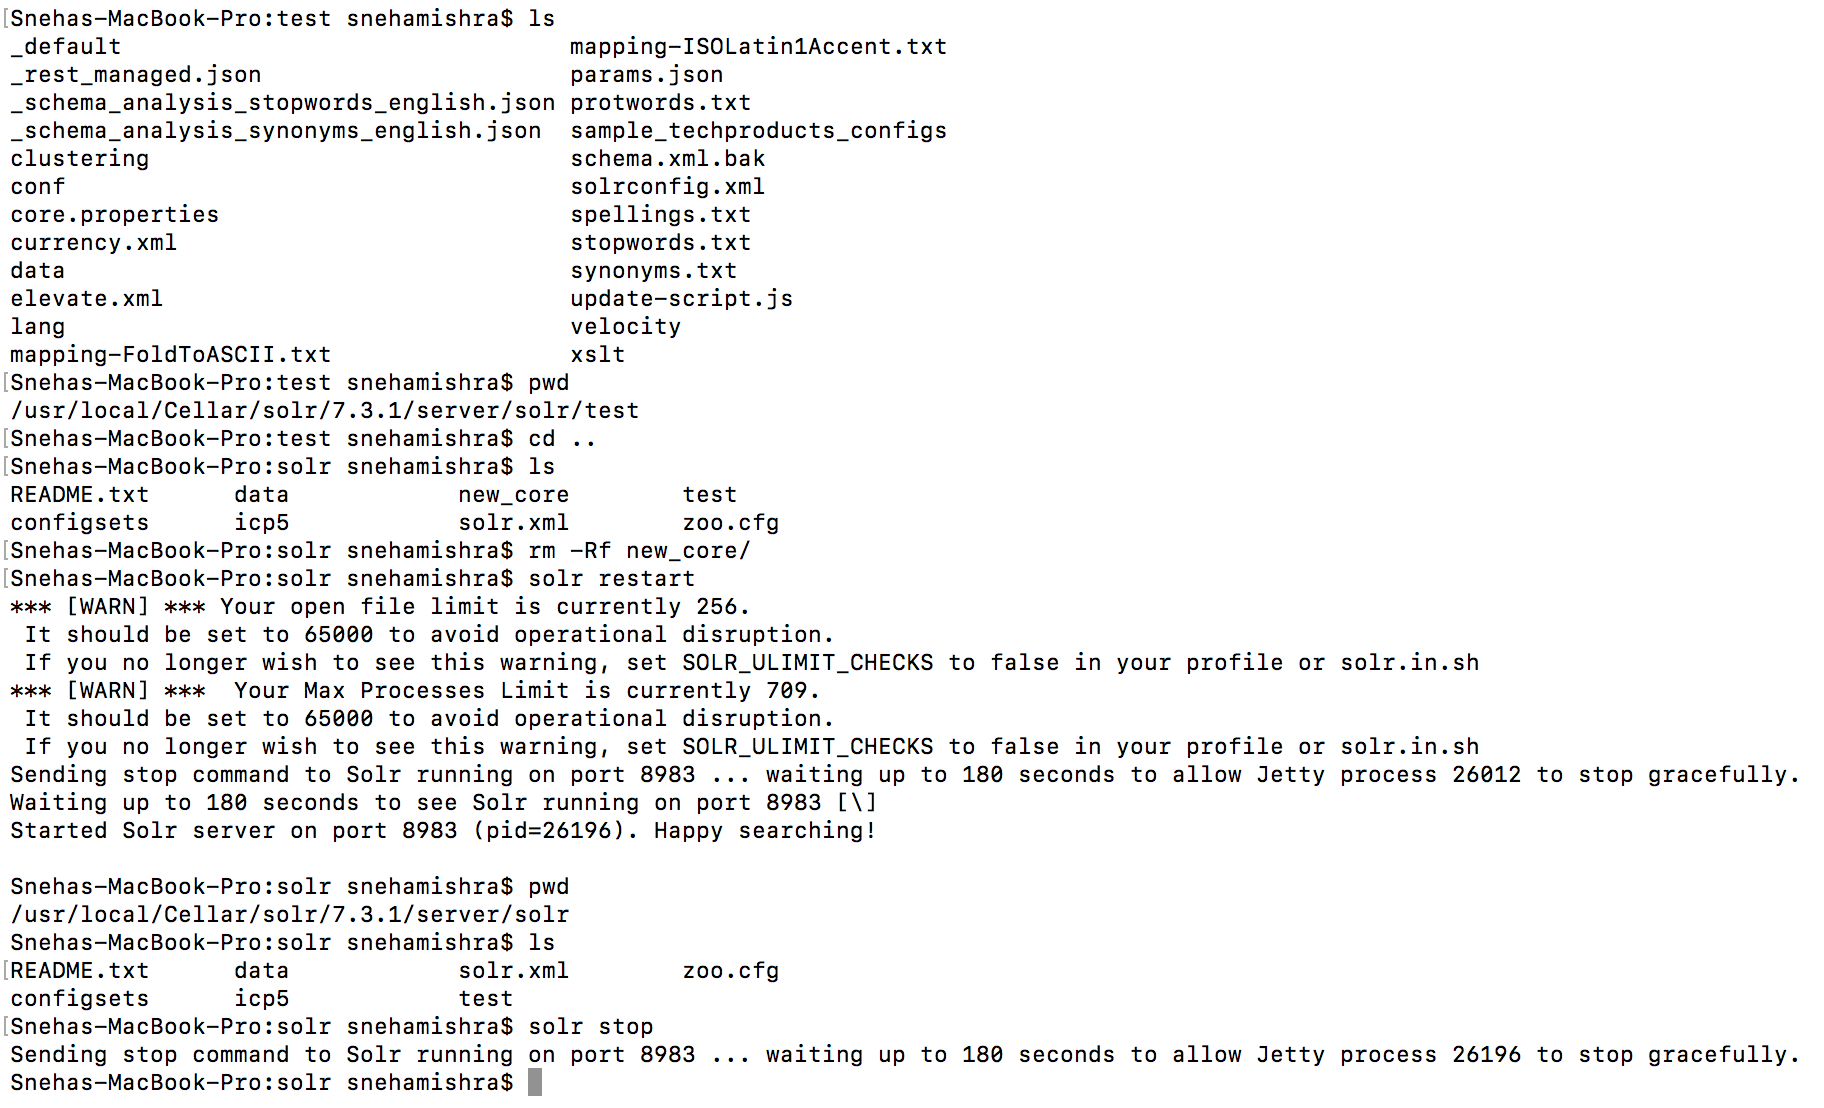 [Snehas-MacBook-Pro:test snehamishra$ ls
_default                                mapping-ISOLatin1Accent.txt
_rest_managed.json                      params.json
_schema_analysis_stopwords_english.json protwords.txt
_schema_analysis_synonyms_english.json  sample_techproducts_configs
clustering                              schema.xml.bak
conf                                    solrconfig.xml
core.properties                         spellings.txt
currency.xml                            stopwords.txt
data                                    synonyms.txt
elevate.xml                             update-script.js
lang                                    velocity
mapping-FoldToASCII.txt                 xslt
[Snehas-MacBook-Pro:test snehamishra$ pwd
/usr/local/Cellar/solr/7.3.1/server/solr/test
[Snehas-MacBook-Pro:test snehamishra$ cd ..
[Snehas-MacBook-Pro:solr snehamishra$ ls
README.txt      data            new_core        test
configsets      icp5            solr.xml        zoo.cfg
[Snehas-MacBook-Pro:solr snehamishra$ rm -Rf new_core/
[Snehas-MacBook-Pro:solr snehamishra$ solr restart
*** [WARN] *** Your open file limit is currently 256.
 It should be set to 65000 to avoid operational disruption.
 If you no longer wish to see this warning, set SOLR_ULIMIT_CHECKS to false in your profile or solr.in.sh
*** [WARN] ***  Your Max Processes Limit is currently 709.
 It should be set to 65000 to avoid operational disruption.
 If you no longer wish to see this warning, set SOLR_ULIMIT_CHECKS to false in your profile or solr.in.sh
Sending stop command to Solr running on port 8983 ... waiting up to 180 seconds to allow Jetty process 26012 to stop gracefully.
Waiting up to 180 seconds to see Solr running on port 8983 [\]
Started Solr server on port 8983 (pid=26196). Happy searching!
Snehas-MacBook-Pro:solr snehamishra$ pwd
/usr/local/Cellar/solr/7.3.1/server/solr
Snehas-MacBook-Pro:solr snehamishra$ ls
[README.txt      data            solr.xml        zoo.cfg
configsets      icp5            test
[Snehas-MacBook-Pro:solr snehamishra$ solr stop
Sending stop command to Solr running on port 8983 ... waiting up to 180 seconds to allow Jetty process 26196 to stop gracefully.
Snehas-MacBook-Pro:solr snehamishra$